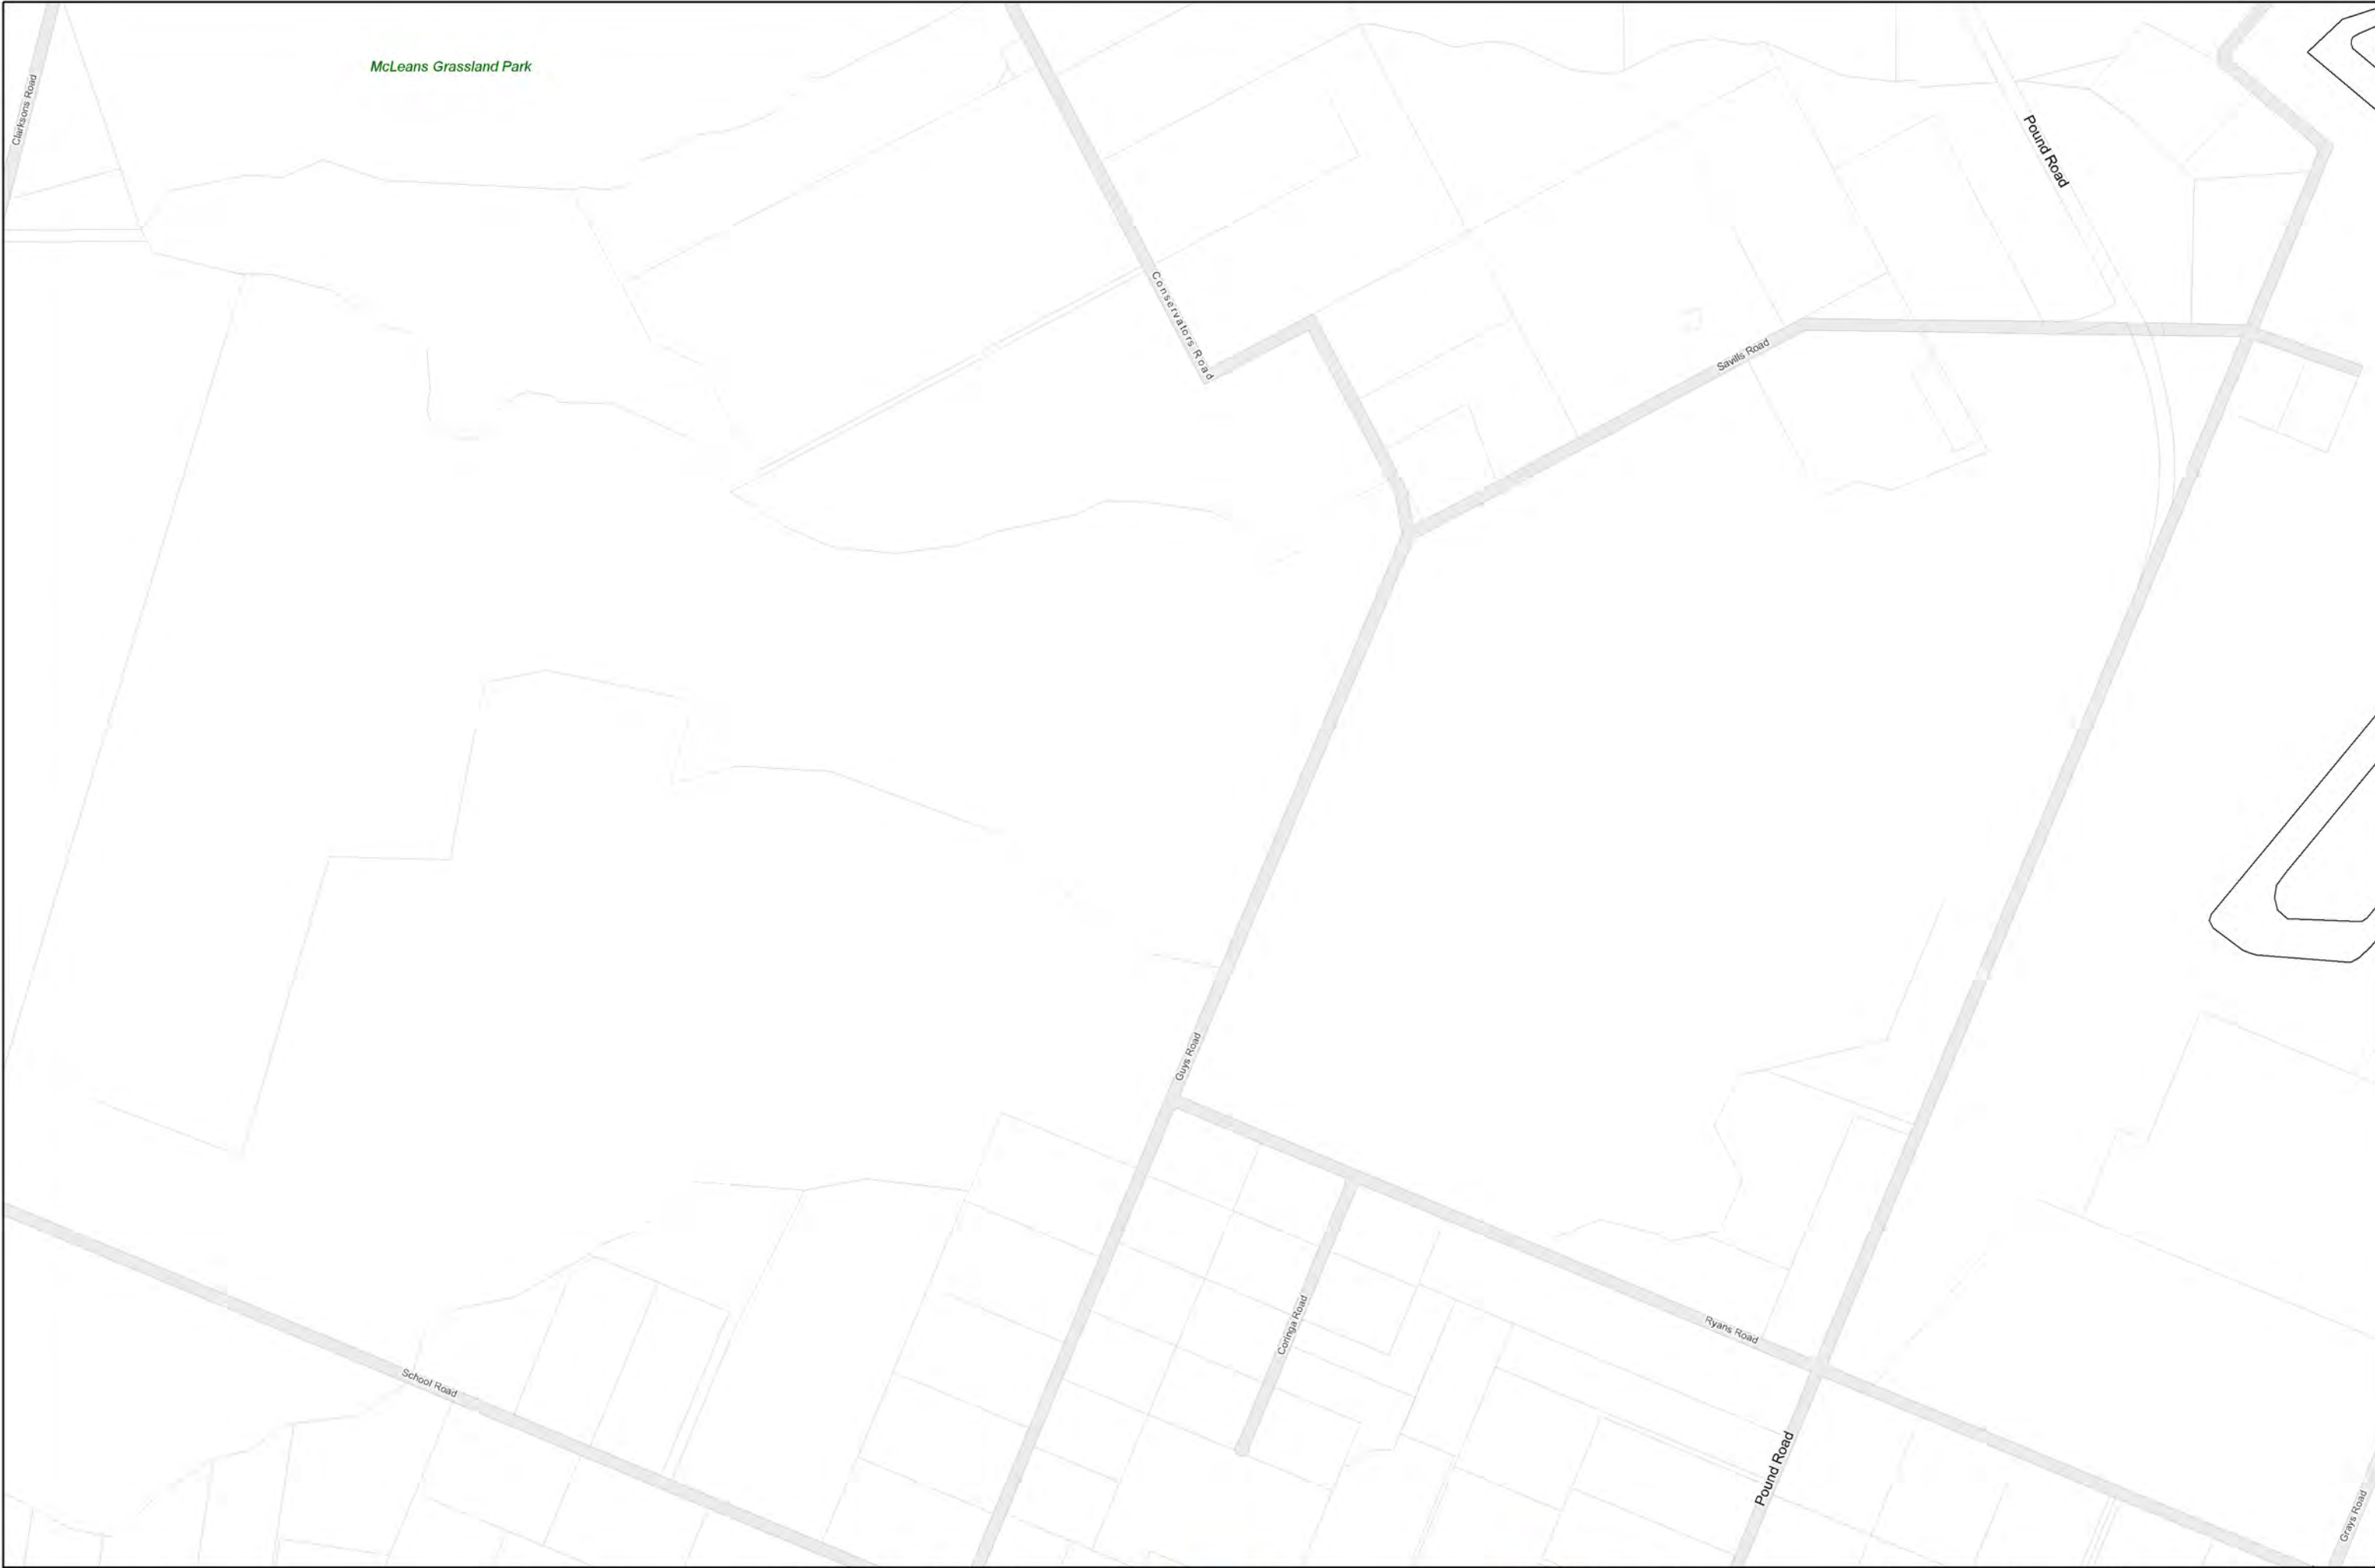 McLeans Grassland Park
Clarksons Road
Pound Road
Conservators Road
Savills Road
Guys Road
Coringa Road
Ryans Road
School Road
Pound Road
Grays Road